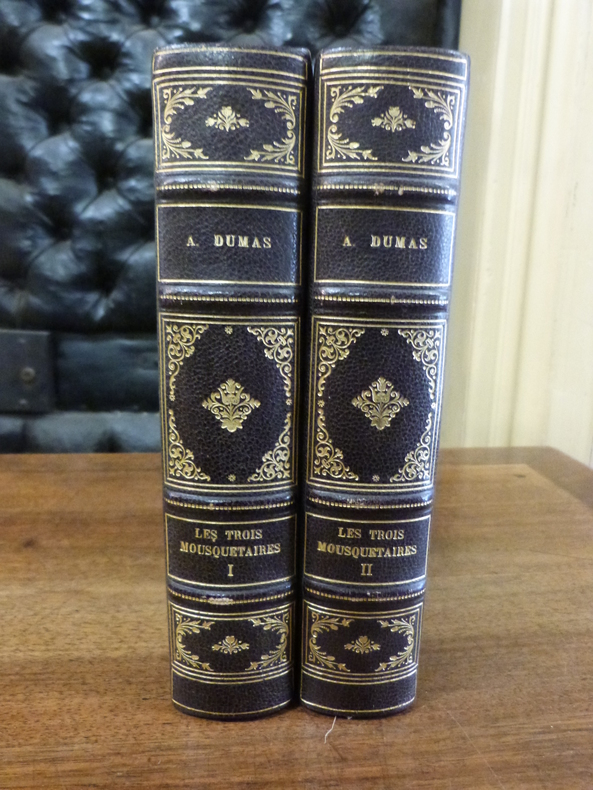 A. DUMAS
LES TROIS
MOUSQUETAIRES
I
A. DUMAS
LES TROIS
MOUSQUETAIRES
II